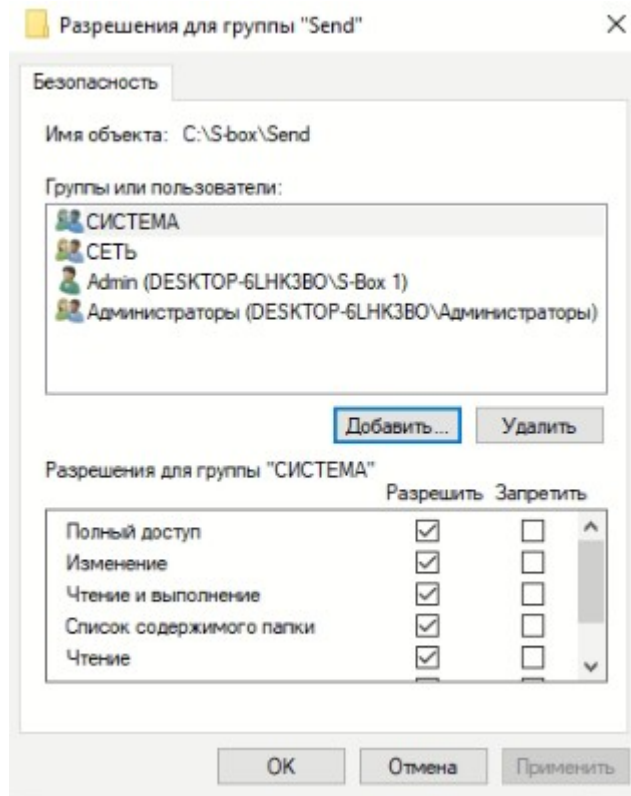 Разрешения для группы "Send"
Безопасность
Имя объекта: C:\S-box\Send
Группы или пользователи:
СИСТЕМА
СЕТЬ
Admin (DESKTOP-6LHK3BO\S-Box 1)
Администраторы (DESKTOP-6LHK3BO\Администраторы)
Добавить... Удалить
Разрешения для группы "СИСТЕМА"
Разрешить Запретить
Полный доступ
Изменение
Чтение и выполнение
Список содержимого папки
Чтение
OK Отмена Применить